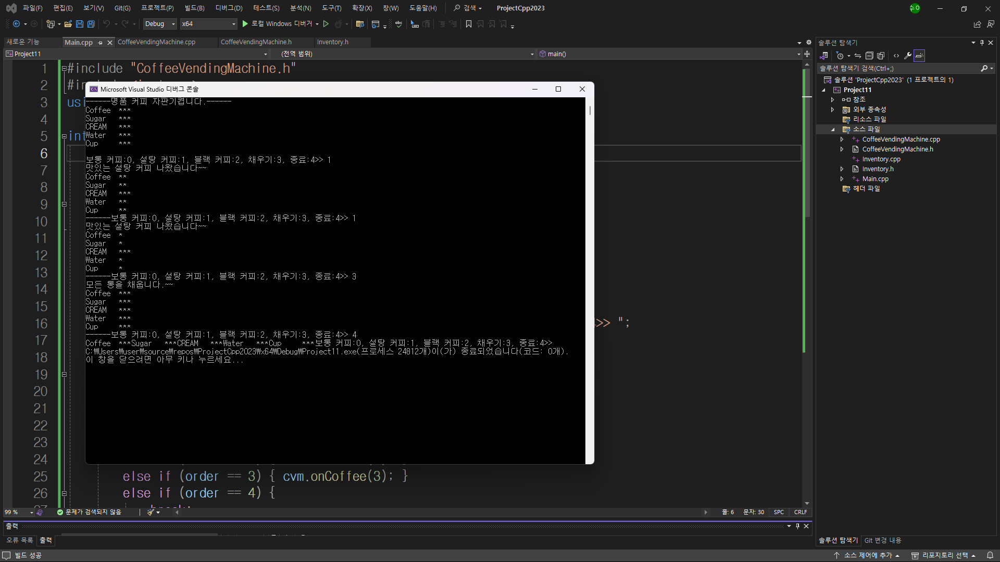 파일(F) 편집(E) 보기(V) Git(G) 프로젝트(P) 빌드(B) 디버그(D) 테스트(S) 분석(N) 도구(T) 확장(X) 창(W) 도움말(H) 검색 ProjectCpp2023 순이
Debug x64 로컬 Windows 디버거
새로운 기능 Main.cpp CoffeeVendingMachine.cpp CoffeeVendingMachine.h Inventory.h
Project11 (전역 범위) main()
1 #include "CoffeeVendingMachine.h"
2
3
4
5
6
7
8
9
10
11
12
13
14
15
16 >> ";
17
18
19
20
21
22
23
24
25 else if (order == 3) { cvm.onCoffee(3); }
26 else if (order == 4) {
27 break;
Microsoft Visual Studio 디버그 콘솔
------명품 커피 자판기켭니다.------
Coffee ***
Sugar ***
CREAM ***
Water ***
Cup ***
보통 커피:0, 설탕 커피:1, 블랙 커피:2, 채우기:3, 종료:4>> 1
맛있는 설탕 커피 나왔습니다~~
Coffee **
Sugar **
CREAM ***
Water **
Cup **
------보통 커피:0, 설탕 커피:1, 블랙 커피:2, 채우기:3, 종료:4>> 1
맛있는 설탕 커피 나왔습니다~~
Coffee *
Sugar *
CREAM ***
Water *
Cup *
------보통 커피:0, 설탕 커피:1, 블랙 커피:2, 채우기:3, 종료:4>> 3
모든 통을 채웁니다.~~
Coffee ***
Sugar ***
CREAM ***
Water ***
Cup ***
------보통 커피:0, 설탕 커피:1, 블랙 커피:2, 채우기:3, 종료:4>> 4
Coffee ***Sugar ***CREAM ***Water ***Cup ***보통 커피:0, 설탕 커피:1, 블랙 커피:2, 채우기:3, 종료:4>>
C:₩Users₩user₩source₩repos₩ProjectCpp2023₩x64₩Debug₩Project11.exe(프로세스 24812개)이(가) 종료되었습니다(코드: 0개).
이 창을 닫으려면 아무 키나 누르세요...
99 % 문제가 검색되지 않음 줄: 6 문자: 30 SPC CRLF
출력
오류 목록 출력
빌드 성공
솔루션 탐색기
솔루션 탐색기 검색(Ctrl+;)
솔루션 'ProjectCpp2023' (1 프로젝트의 1)
Project11
참조
외부 종속성
리소스 파일
소스 파일
CoffeeVendingMachine.cpp
CoffeeVendingMachine.h
Inventory.cpp
Inventory.h
Main.cpp
헤더 파일
솔루션 탐색기 Git 변경 내용
소스 제어에 추가 리포지토리 선택